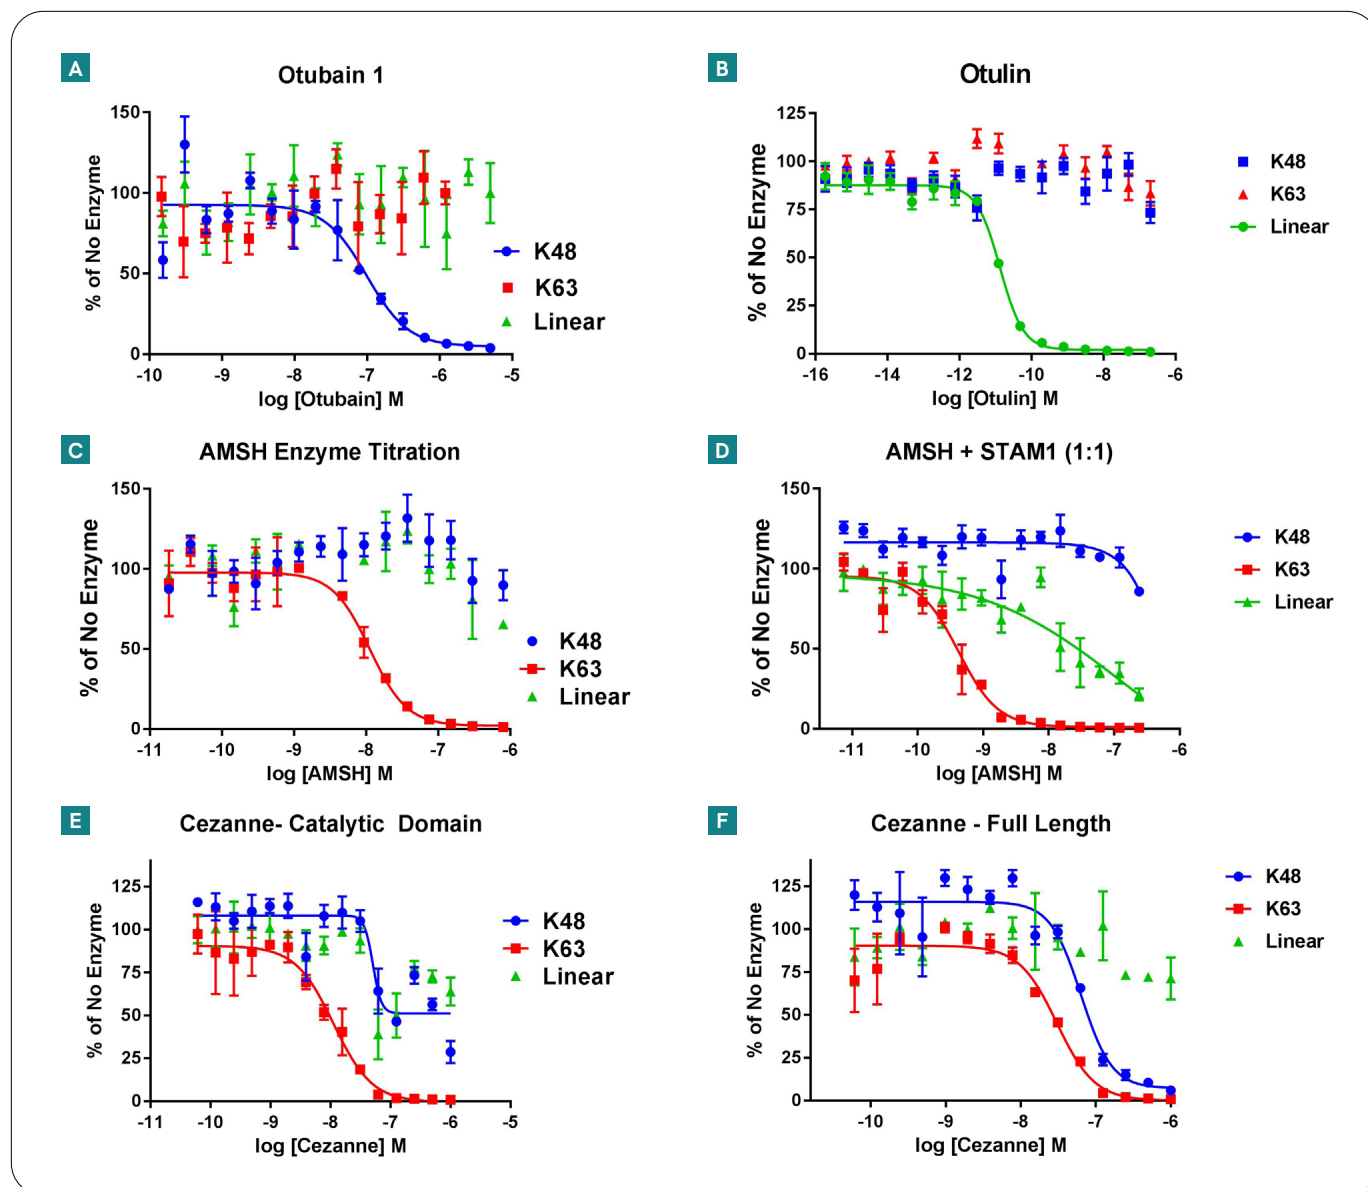 A
Otubain 1
150
100
50
0
-10 -9 -8 -7 -6 -5
% of No Enzyme
log [Otubain] M
K48
K63
Linear
B
Otulin
125
100
75
50
25
0
-16 -14 -12 -10 -8 -6
% of No Enzyme
log [Otulin] M
K48
K63
Linear
C
AMSH Enzyme Titration
150
100
50
0
-11 -10 -9 -8 -7 -6
% of No Enzyme
log [AMSH] M
K48
K63
Linear
D
AMSH + STAM1 (1:1)
150
100
50
0
-11 -10 -9 -8 -7 -6
% of No Enzyme
log [AMSH] M
K48
K63
Linear
E
Cezanne- Catalytic Domain
125
100
75
50
25
0
-11 -10 -9 -8 -7 -6 -5
% of No Enzyme
log [Cezanne] M
K48
K63
Linear
F
Cezanne - Full Length
125
100
75
50
25
0
-10 -9 -8 -7 -6
% of No Enzyme
log [Cezanne] M
K48
K63
Linear